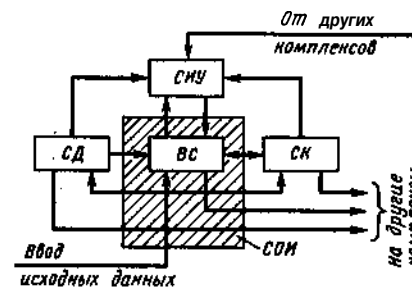 От других
комплексов
СИУ
СД
ВС
СК
СОИ
Ввод
исходных данных
на другие